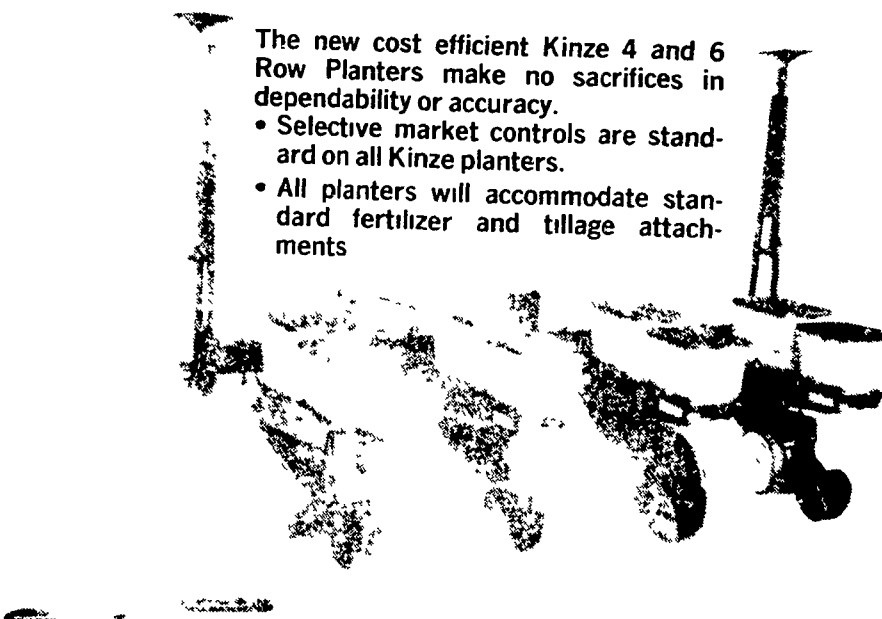 The new cost efficient Kinze 4 and 6
Row Planters make no sacrifices in
dependability or accuracy.
• Selective market controls are stand-
ard on all Kinze planters.
• All planters will accommodate stan-
dard fertilizer and tillage attach-
ments